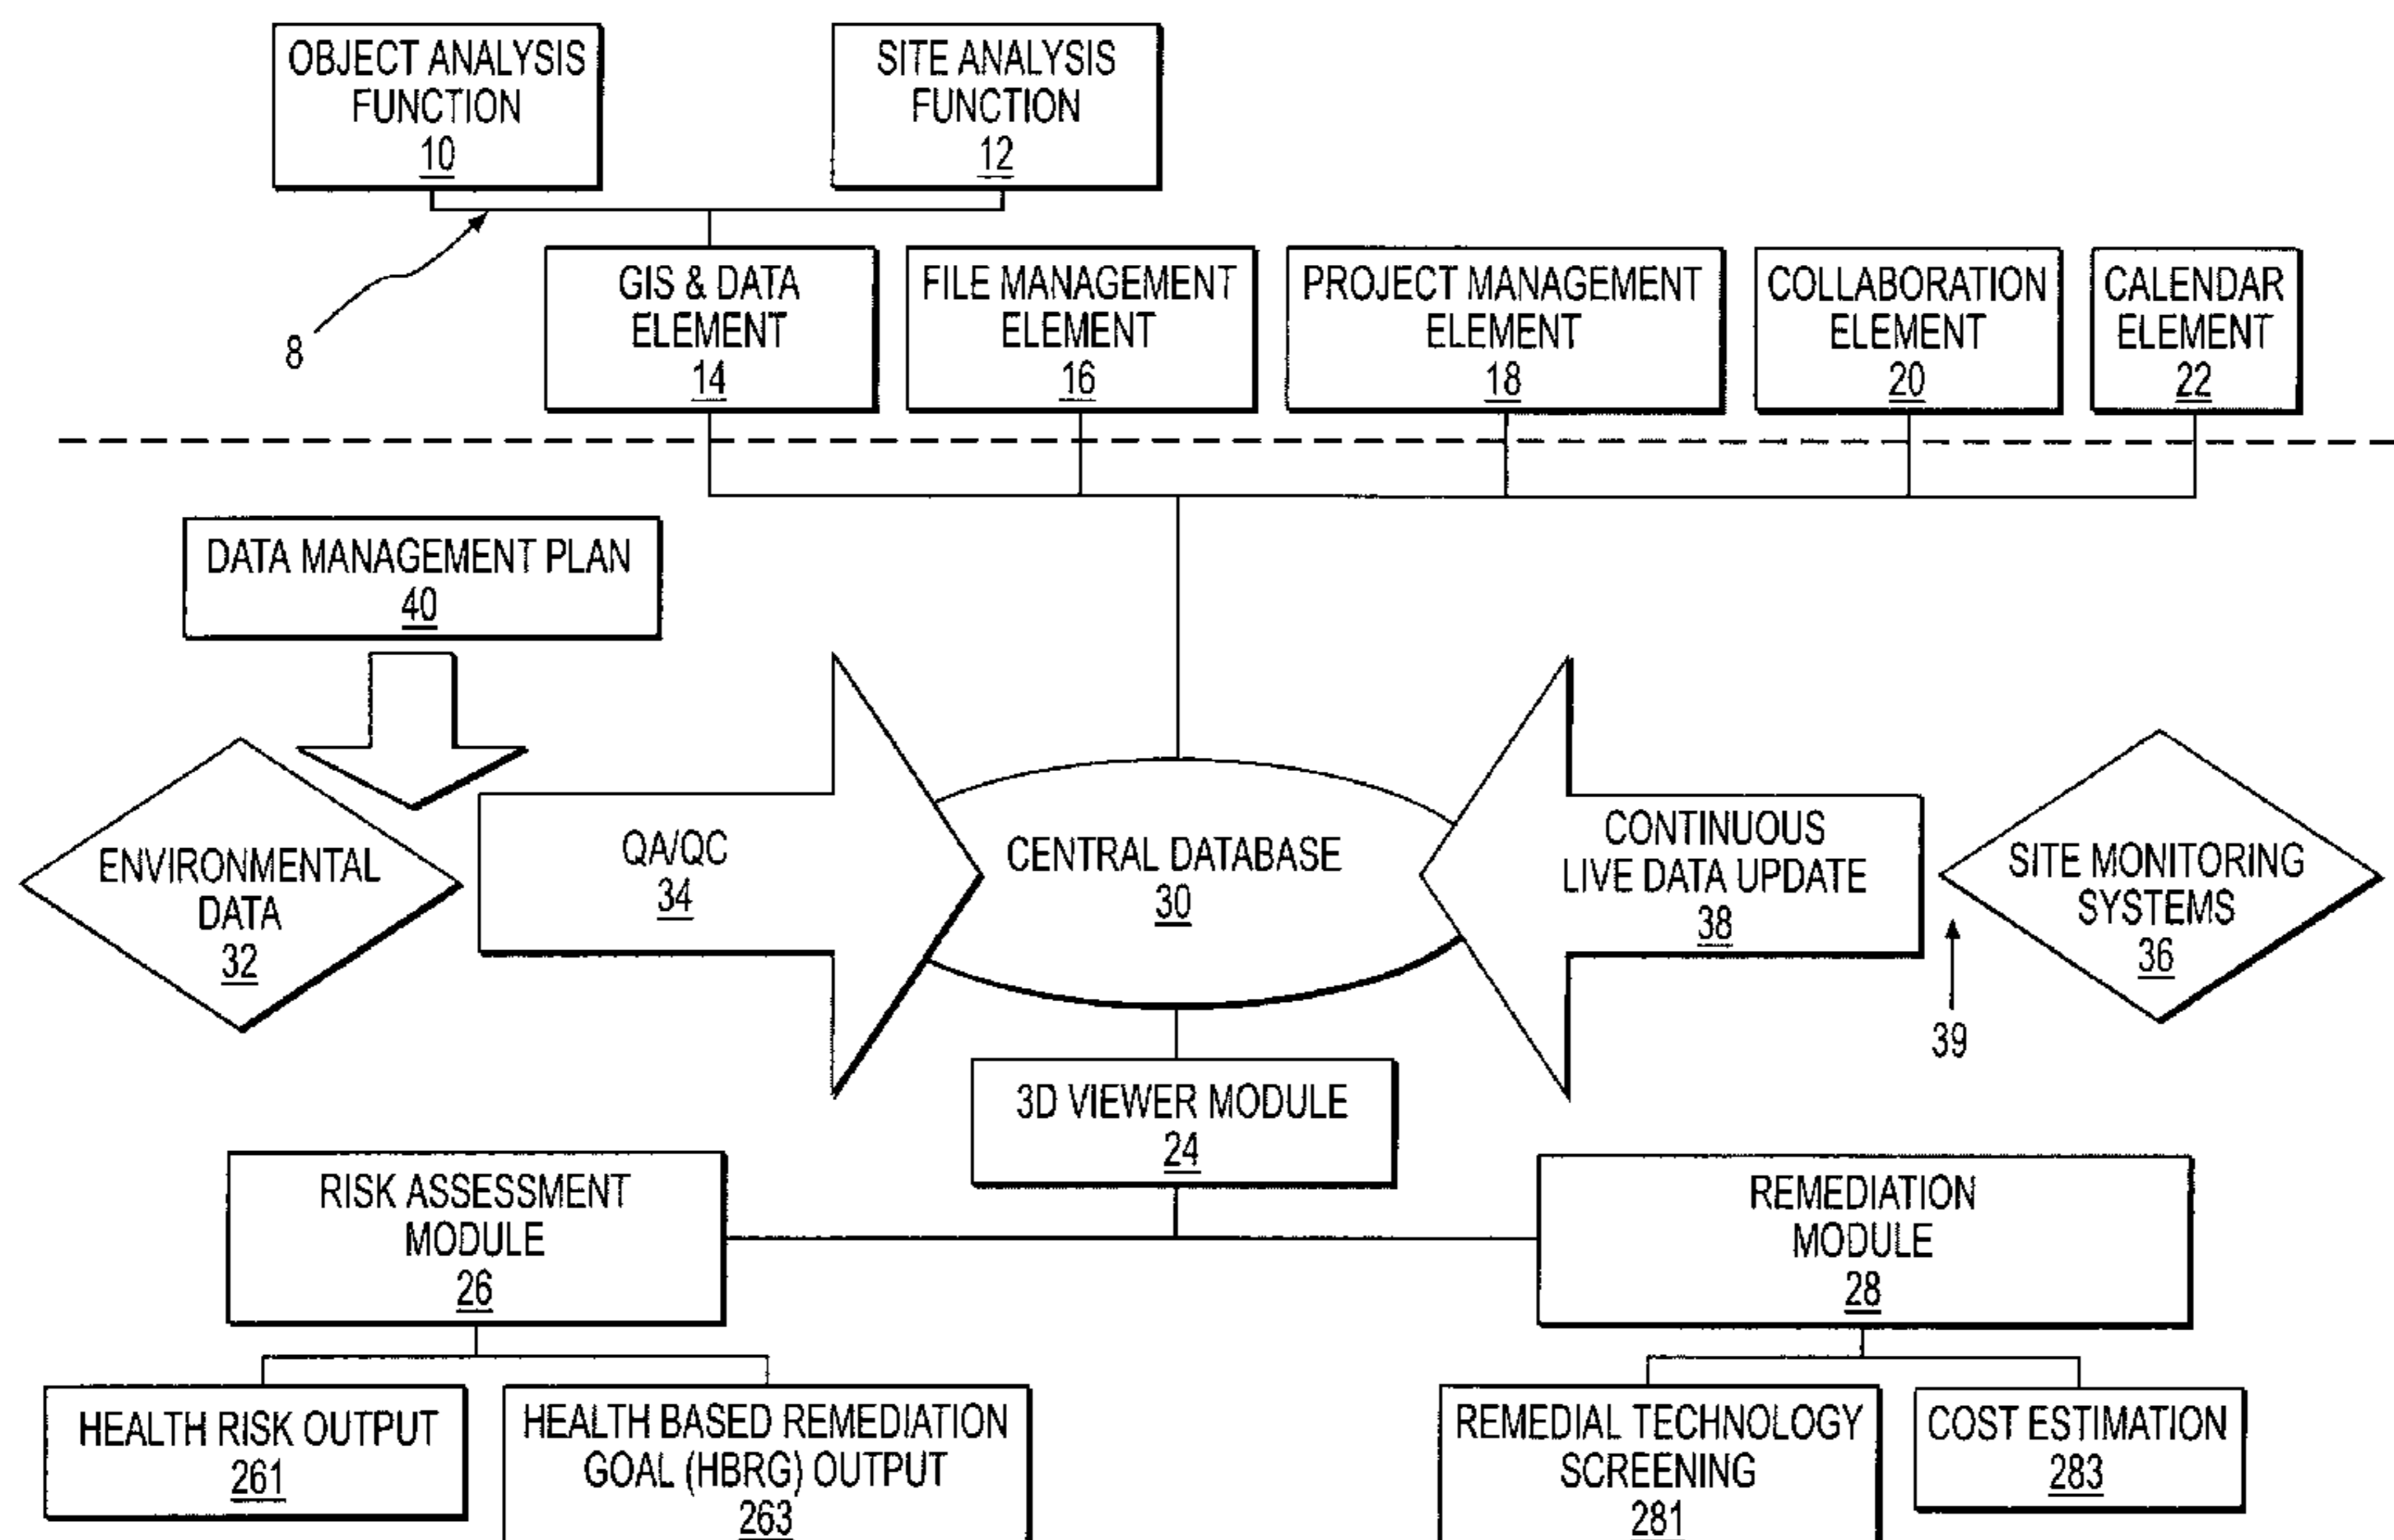 OBJECT ANALYSIS
FUNCTION
10
SITE ANALYSIS
FUNCTION
12
8
GIS & DATA
ELEMENT
14
FILE MANAGEMENT
ELEMENT
16
PROJECT MANAGEMENT
ELEMENT
18
COLLABORATION
ELEMENT
20
CALENDAR
ELEMENT
22
DATA MANAGEMENT PLAN
40
ENVIRONMENTAL
DATA
32
QA/QC
34
CENTRAL DATABASE
30
CONTINUOUS
LIVE DATA UPDATE
38
SITE MONITORING
SYSTEMS
36
39
3D VIEWER MODULE
24
RISK ASSESSMENT
MODULE
26
REMEDIATION
MODULE
28
HEALTH RISK OUTPUT
261
HEALTH BASED REMEDIATION
GOAL (HBRG) OUTPUT
263
REMEDIAL TECHNOLOGY
SCREENING
281
COST ESTIMATION
283